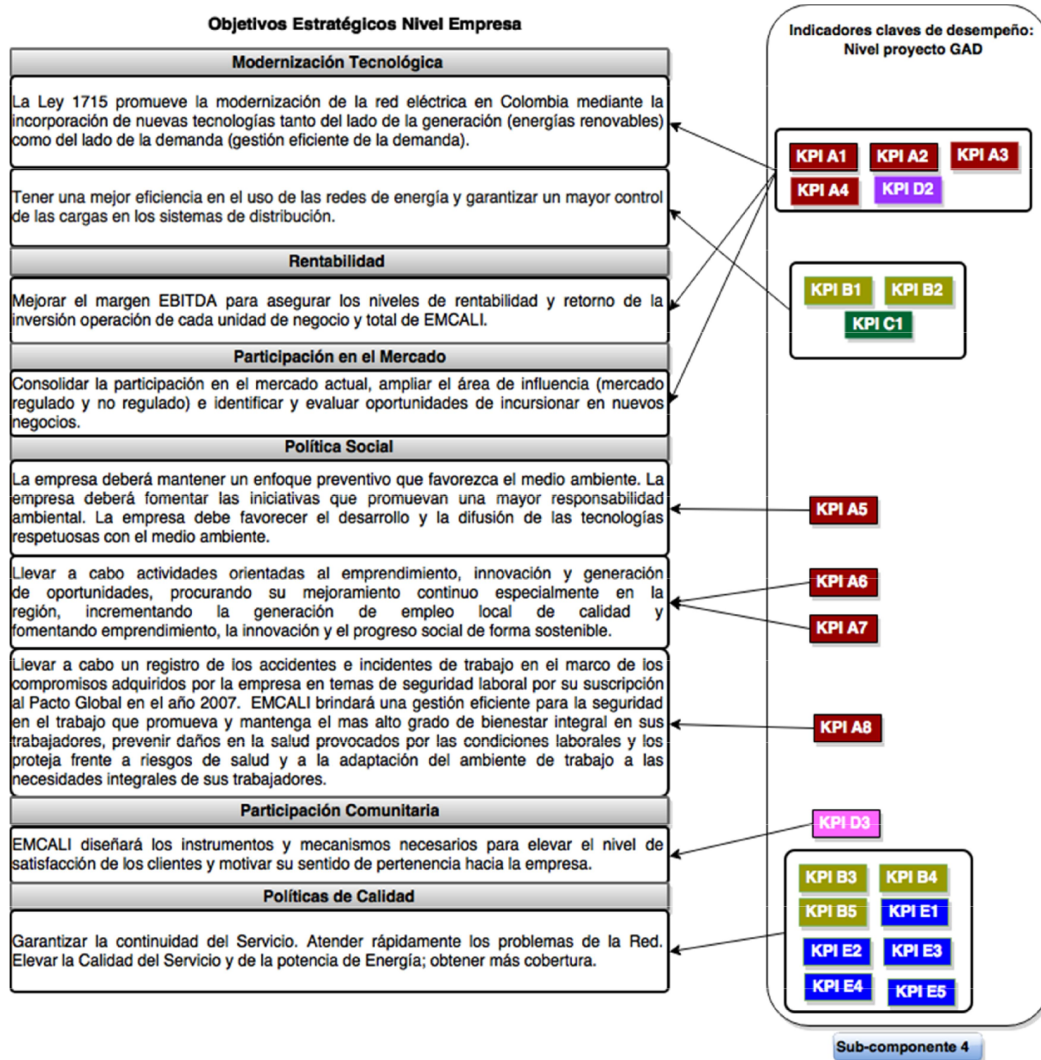 Objetivos Estratégicos Nivel Empresa
Modernización Tecnológica
La Ley 1715 promueve la modernización de la red eléctrica en Colombia mediante la
incorporación de nuevas tecnologías tanto del lado de la generación (energías renovables)
como del lado de la demanda (gestión eficiente de la demanda).
Tener una mejor eficiencia en el uso de las redes de energía y garantizar un mayor control
de las cargas en los sistemas de distribución.
Rentabilidad
Mejorar el margen EBITDA para asegurar los niveles de rentabilidad y retorno de la
inversión operación de cada unidad de negocio y total de EMCALI.
Participación en el Mercado
Consolidar la participación en el mercado actual, ampliar el área de influencia (mercado
regulado y no regulado) e identificar y evaluar oportunidades de incursionar en nuevos
negocios.
Política Social
La empresa deberá mantener un enfoque preventivo que favorezca el medio ambiente. La
empresa deberá fomentar las iniciativas que promuevan una mayor responsabilidad
ambiental. La empresa debe favorecer el desarrollo y la difusión de las tecnologías
respetuosas con el medio ambiente.
Llevar a cabo actividades orientadas al emprendimiento, innovación y generación
de oportunidades, procurando su mejoramiento continuo especialmente en la
región, incrementando la generación de empleo local de calidad y
fomentando emprendimiento, la innovación y el progreso social de forma sostenible.
Llevar a cabo un registro de los accidentes e incidentes de trabajo en el marco de los
compromisos adquiridos por la empresa en temas de seguridad laboral por su suscripción
al Pacto Global en el año 2007. EMCALI brindará una gestión eficiente para la seguridad
en el trabajo que promueva y mantenga el mas alto grado de bienestar integral en sus
trabajadores, prevenir daños en la salud provocados por las condiciones laborales y los
proteja frente a riesgos de salud y a la adaptación del ambiente de trabajo a las
necesidades integrales de sus trabajadores.
Participación Comunitaria
EMCALI diseñará los instrumentos y mecanismos necesarios para elevar el nivel de
satisfacción de los clientes y motivar su sentido de pertenencia hacia la empresa.
Políticas de Calidad
Garantizar la continuidad del Servicio. Atender rápidamente los problemas de la Red.
Elevar la Calidad del Servicio y de la potencia de Energía; obtener más cobertura.
Indicadores claves de desempeño:
Nivel proyecto GAD
KPI A1 KPI A2 KPI A3
KPI A4 KPI D2
KPI B1 KPI B2
KPI C1
KPI A5
KPI A6
KPI A7
KPI A8
KPI D3
KPI B3 KPI B4
KPI B5 KPI E1
KPI E2 KPI E3
KPI E4 KPI E5
Sub-componente 4